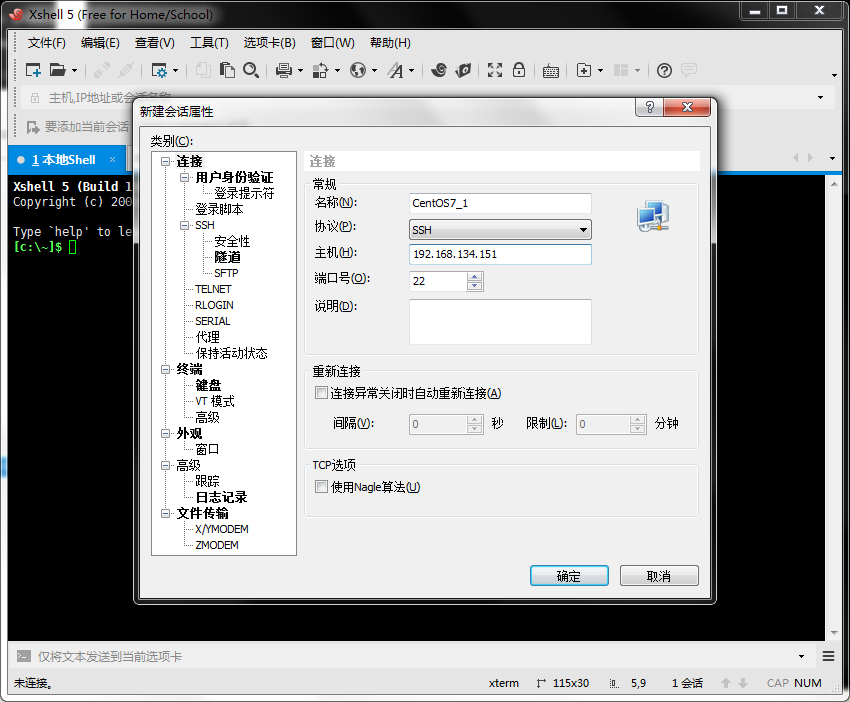 Xshell 5 (Free for Home/School)
文件(F) 编辑(E) 查看(V) 工具(T) 选项卡(B) 窗口(W) 帮助(H)
主机,IP地址或会话名称
要添加当前会话
1 本地Shell ×
Xshell 5 (Build 1
Copyright (c) 200
Type `help' to le
[c:\~]$
新建会话属性
类别(C):
连接
用户身份验证
登录提示符
登录脚本
SSH
安全性
隧道
SFTP
TELNET
RLOGIN
SERIAL
代理
保持活动状态
终端
键盘
VT 模式
高级
外观
窗口
高级
跟踪
日志记录
文件传输
X/YMODEM
ZMODEM
连接
常规
名称(N): CentOS7_1
协议(P): SSH
主机(H): 192.168.134.151
端口号(O): 22
说明(D):
重新连接
连接异常关闭时自动重新连接(A)
间隔(V): 0 秒 限制(L): 0 分钟
TCP选项
使用Nagle算法(U)
确定 取消
仅将文本发送到当前选项卡
未连接。 xterm 115x30 5,9 1 会话 CAP NUM